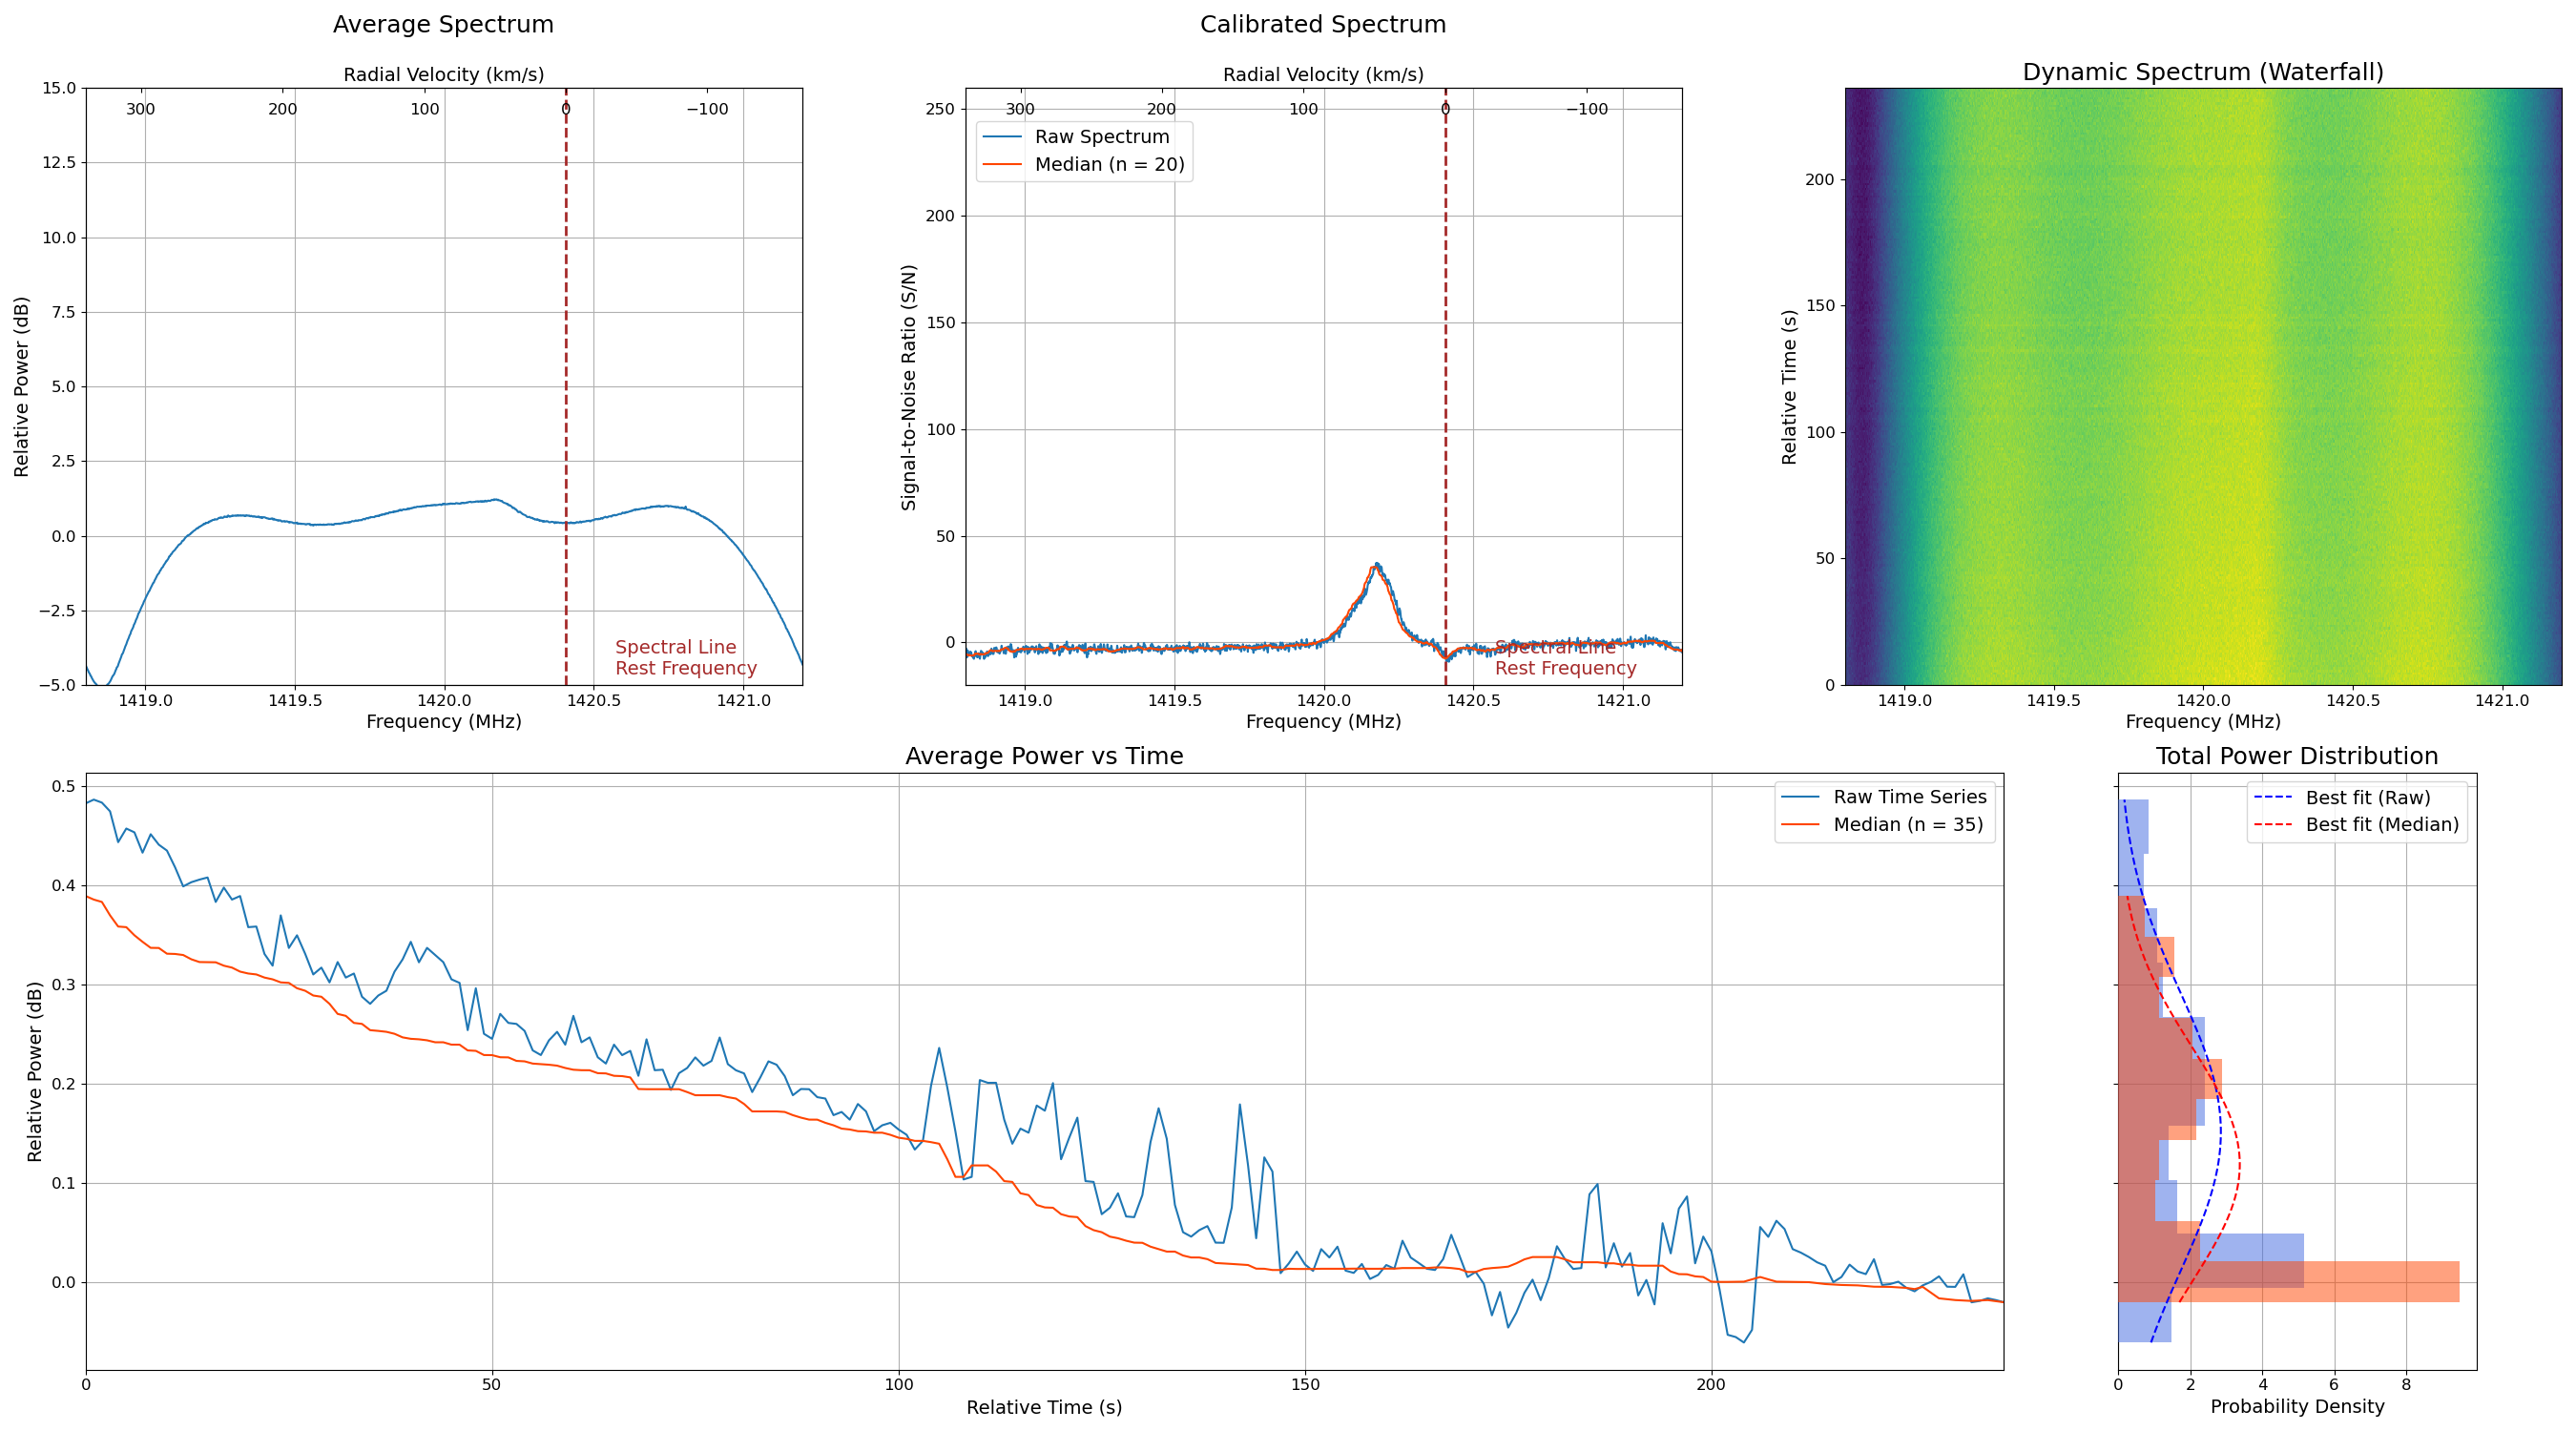 Average Spectrum
Radial Velocity (km/s)
300 200 100 0 −100
15.0
12.5
10.0
7.5
5.0
2.5
0.0
−2.5
−5.0
Relative Power (dB)
Spectral Line
Rest Frequency
1419.0 1419.5 1420.0 1420.5 1421.0
Frequency (MHz)
Calibrated Spectrum
Radial Velocity (km/s)
300 200 100 0 −100
Raw Spectrum
Median (n = 20)
250
200
150
100
50
0
Signal-to-Noise Ratio (S/N)
Spectral Line
Rest Frequency
1419.0 1419.5 1420.0 1420.5 1421.0
Frequency (MHz)
Dynamic Spectrum (Waterfall)
200
150
100
50
0
Relative Time (s)
1419.0 1419.5 1420.0 1420.5 1421.0
Frequency (MHz)
Average Power vs Time
Raw Time Series
Median (n = 35)
0.5
0.4
0.3
0.2
0.1
0.0
Relative Power (dB)
0 50 100 150 200
Relative Time (s)
Total Power Distribution
Best fit (Raw)
Best fit (Median)
0 2 4 6 8
Probability Density